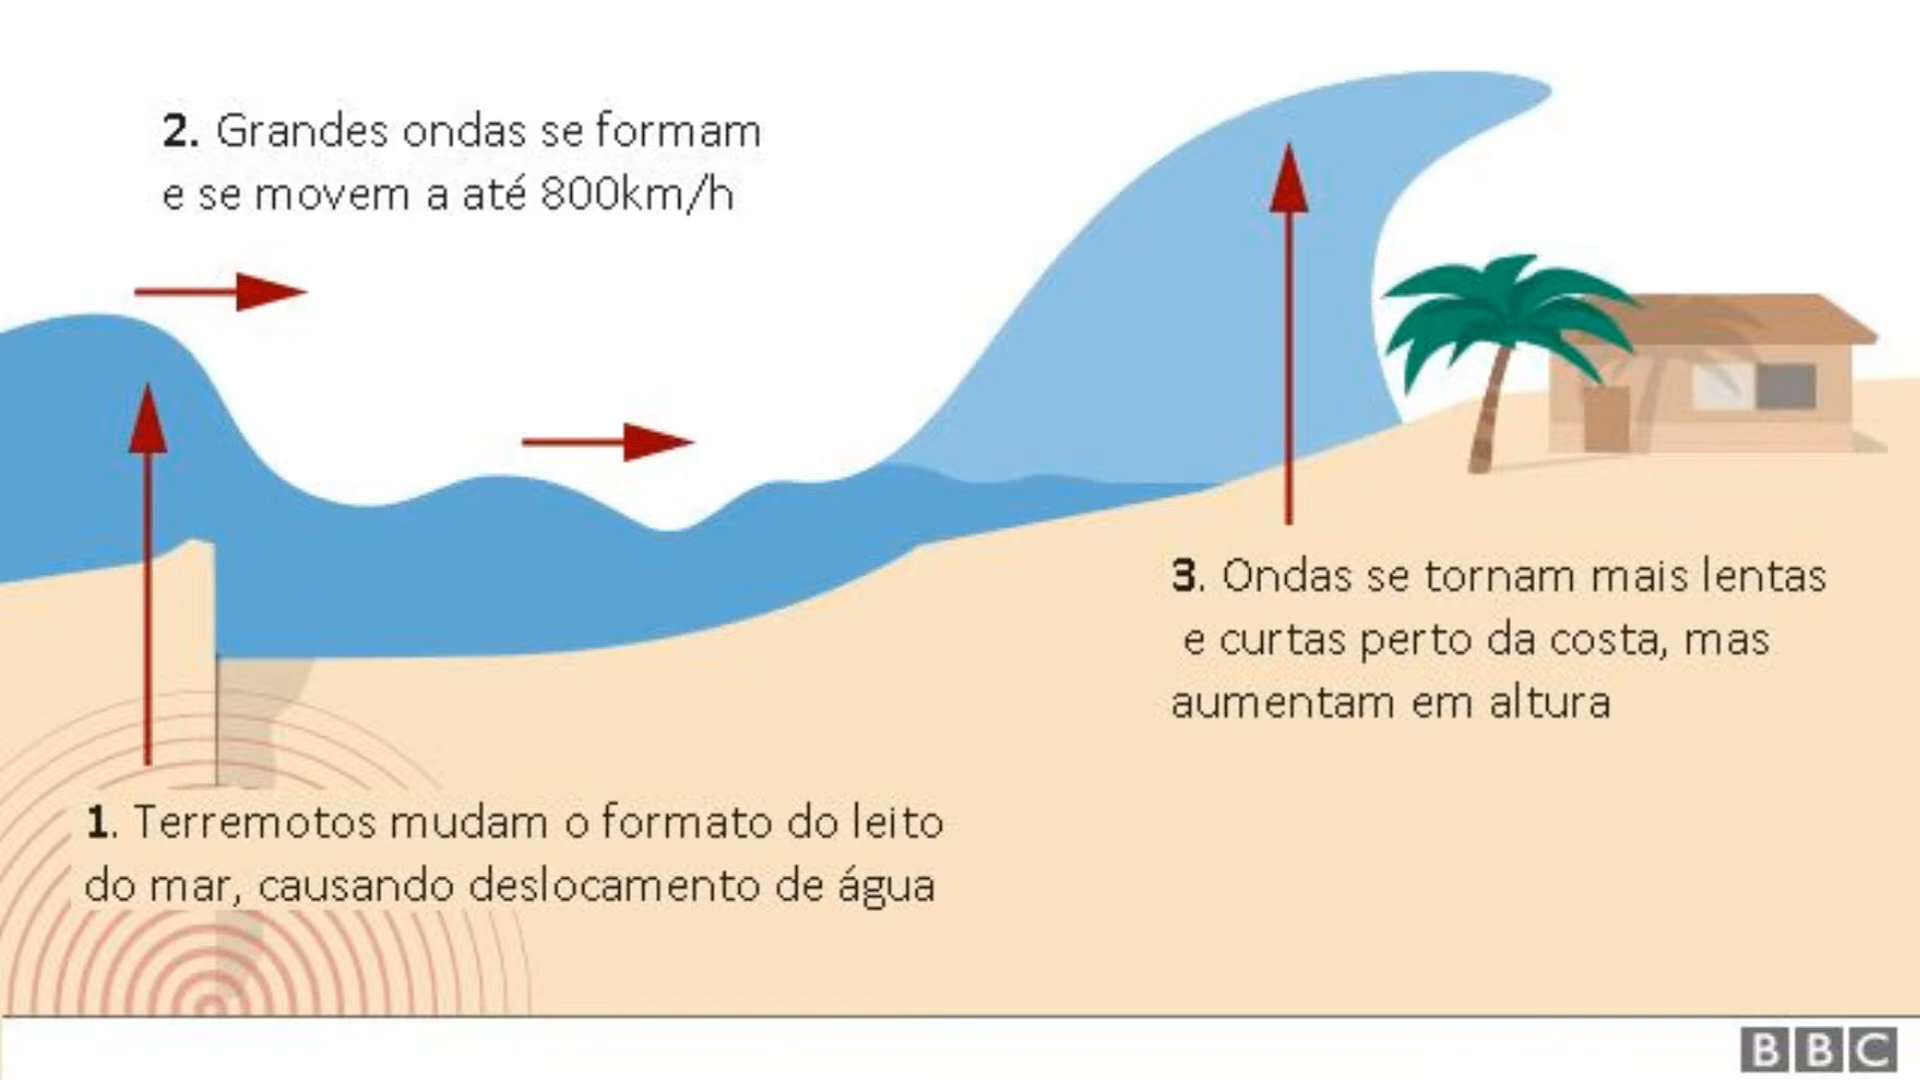 2. Grandes ondas se formam
e se movem a até 800km/h
3. Ondas se tornam mais lentas
e curtas perto da costa, mas
aumentam em altura
1. Terremotos mudam o formato do leito
do mar, causando deslocamento de água
BBC